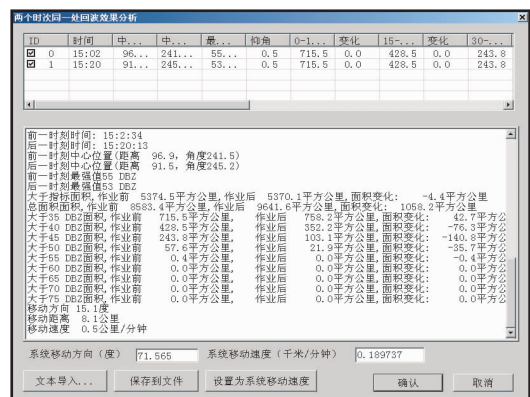 两个时次同一处回波效果分析
ID 时间 中... 中... 最... 仰角 0-1... 变化 15-... 变化 30-...
0 15:02 96... 241... 55... 0.5 715.5 0.0 428.5 0.0 243.8
1 15:20 91... 245... 53... 0.5 715.5 0.0 428.5 0.0 243.8
前一时刻时间: 15:2:34
后一时刻时间: 15:20:13
前一时刻中心位置(距离 96.9, 角度241.5)
后一时刻中心位置(距离 91.5, 角度245.2)
前一时刻最强值55 DBZ
后一时刻最强值53 DBZ
大于指标面积,作业前 5374.5平方公里,作业后 5370.1平方公里,面积变化: -4.4平方公里
总面积面积,作业前 8583.4平方公里,作业后 9641.6平方公里,面积变化: 1058.2平方公里
大于35 DBZ面积,作业前 715.5平方公里, 作业后 758.2平方公里,面积变化: 42.7平方公
大于40 DBZ面积,作业前 428.5平方公里, 作业后 352.2平方公里,面积变化: -76.3平方公
大于45 DBZ面积,作业前 243.8平方公里, 作业后 103.1平方公里,面积变化: -140.8平方公
大于50 DBZ面积,作业前 57.6平方公里, 作业后 21.9平方公里,面积变化: -35.7平方公
大于55 DBZ面积,作业前 0.4平方公里, 作业后 0.0平方公里,面积变化: -0.4平方公
大于60 DBZ面积,作业前 0.0平方公里, 作业后 0.0平方公里,面积变化: 0.0平方公
大于65 DBZ面积,作业前 0.0平方公里, 作业后 0.0平方公里,面积变化: 0.0平方公
大于70 DBZ面积,作业前 0.0平方公里, 作业后 0.0平方公里,面积变化: 0.0平方公
大于75 DBZ面积,作业前 0.0平方公里, 作业后 0.0平方公里,面积变化: 0.0平方公
移动方向 15.1度
移动距离 8.1公里
移动速度 0.5公里/分钟
系统移动方向(度) 71.565 系统移动速度(千米/分钟) 0.189737
文本导入... 保存到文件 设置为系统移动速度 确认 取消